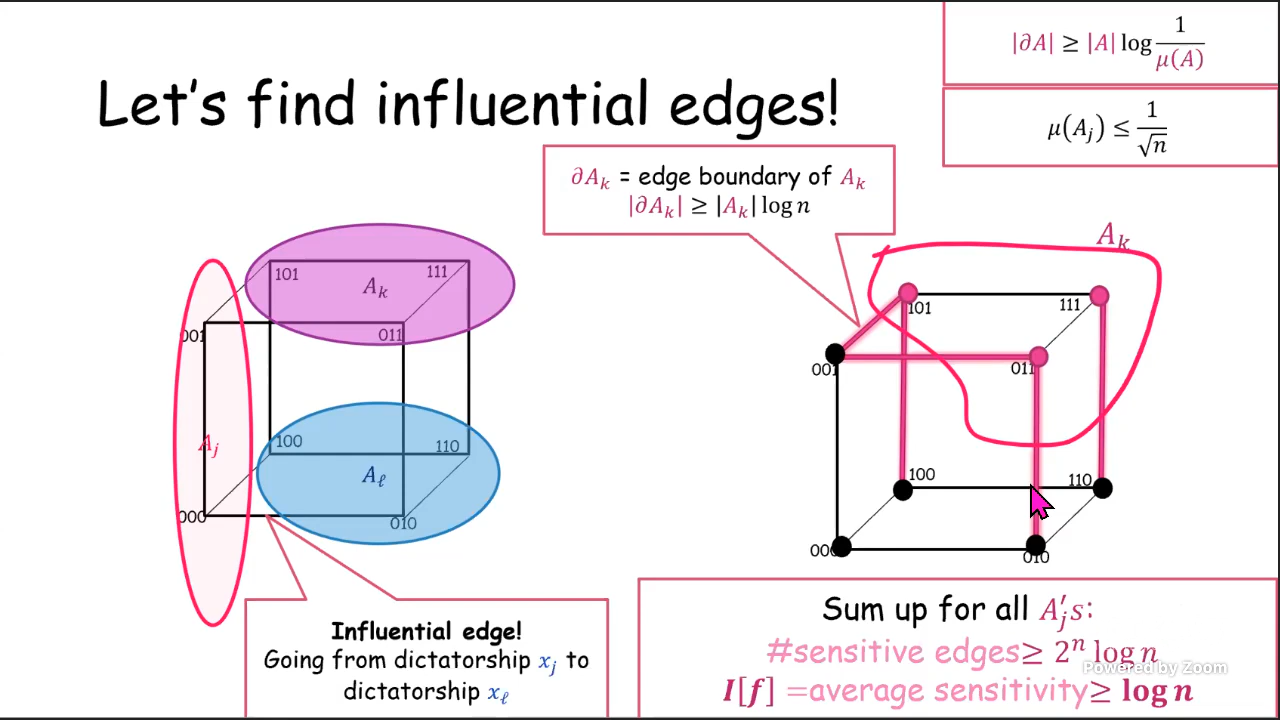 |∂A| ≥ |A| log 1/μ(A)
Let's find influential edges!
μ(A_j) ≤ 1/√n
∂A_k = edge boundary of A_k
|∂A_k| ≥ |A_k| log n
A_k
101
111
A_k
001
011
100
110
A_j
A_ℓ
000
010
101
111
001
011
100
110
000
010
Influential edge!
Going from dictatorship x_j to
dictatorship x_ℓ
Sum up for all A_j's:
#sensitive edges ≥ 2^n log n
Powered by Zoom
I[f] =average sensitivity ≥ log n